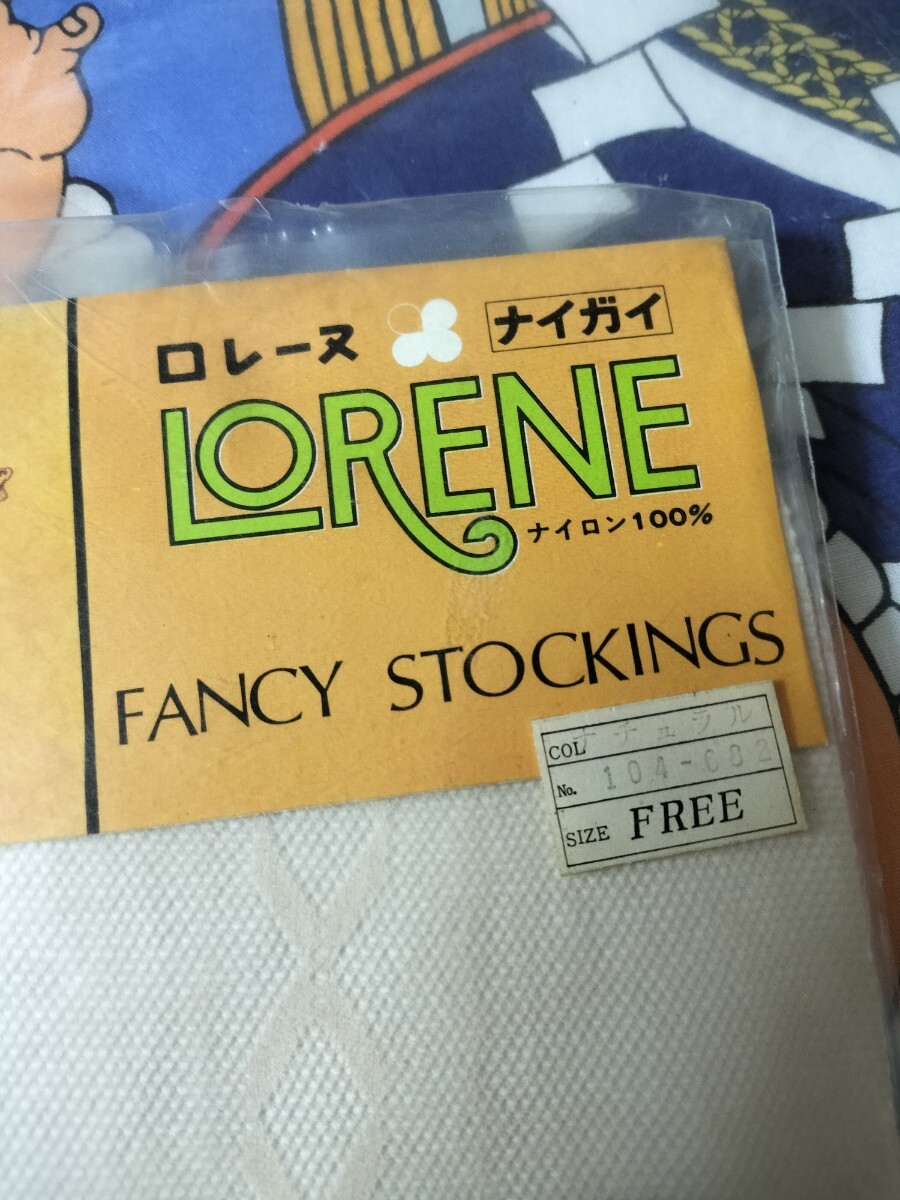 ロレーヌ ナイガイ
LORENE
ナイロン100%
FANCY STOCKINGS
COL ナチュラル
No. 104-682
SIZE FREE